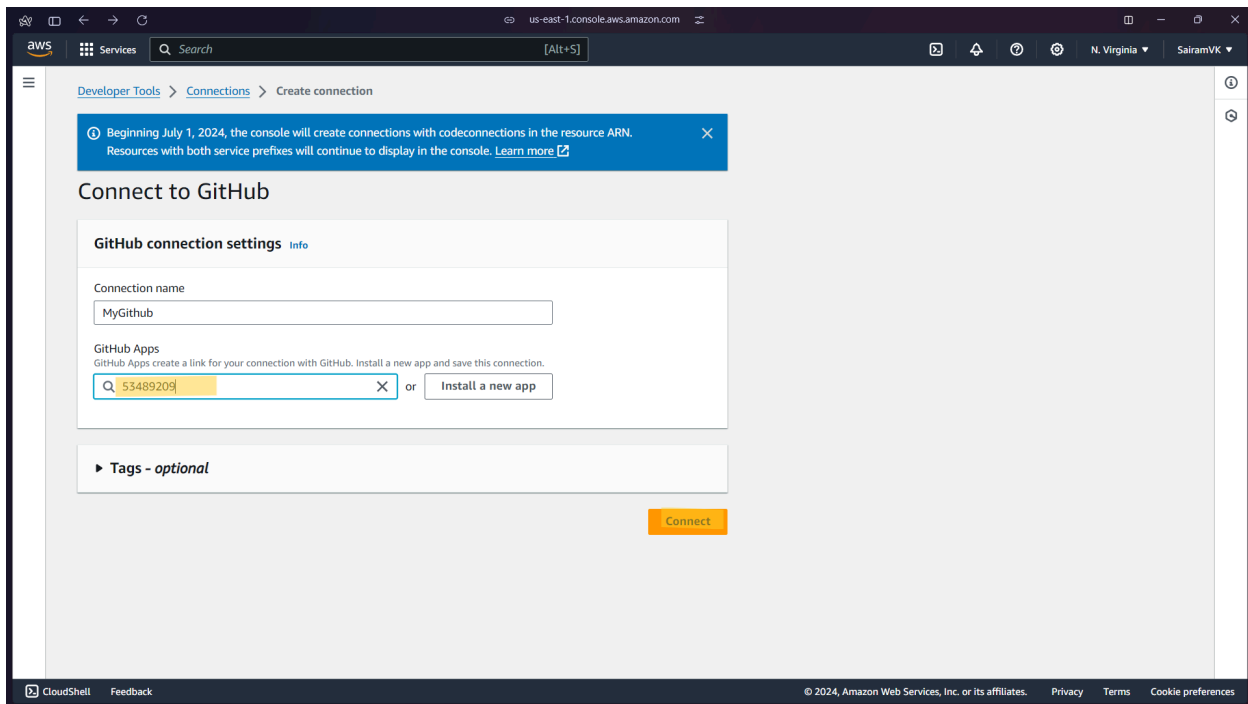 us-east-1.console.aws.amazon.com
aws
Services
Search
[Alt+S]
N. Virginia
SairamVK
Developer Tools > Connections > Create connection
Beginning July 1, 2024, the console will create connections with codeconnections in the resource ARN.
Resources with both service prefixes will continue to display in the console. Learn more
Connect to GitHub
GitHub connection settings Info
Connection name
MyGithub
GitHub Apps
GitHub Apps create a link for your connection with GitHub. Install a new app and save this connection.
53489209
or
Install a new app
Tags - optional
Connect
CloudShell Feedback
© 2024, Amazon Web Services, Inc. or its affiliates. Privacy Terms Cookie preferences